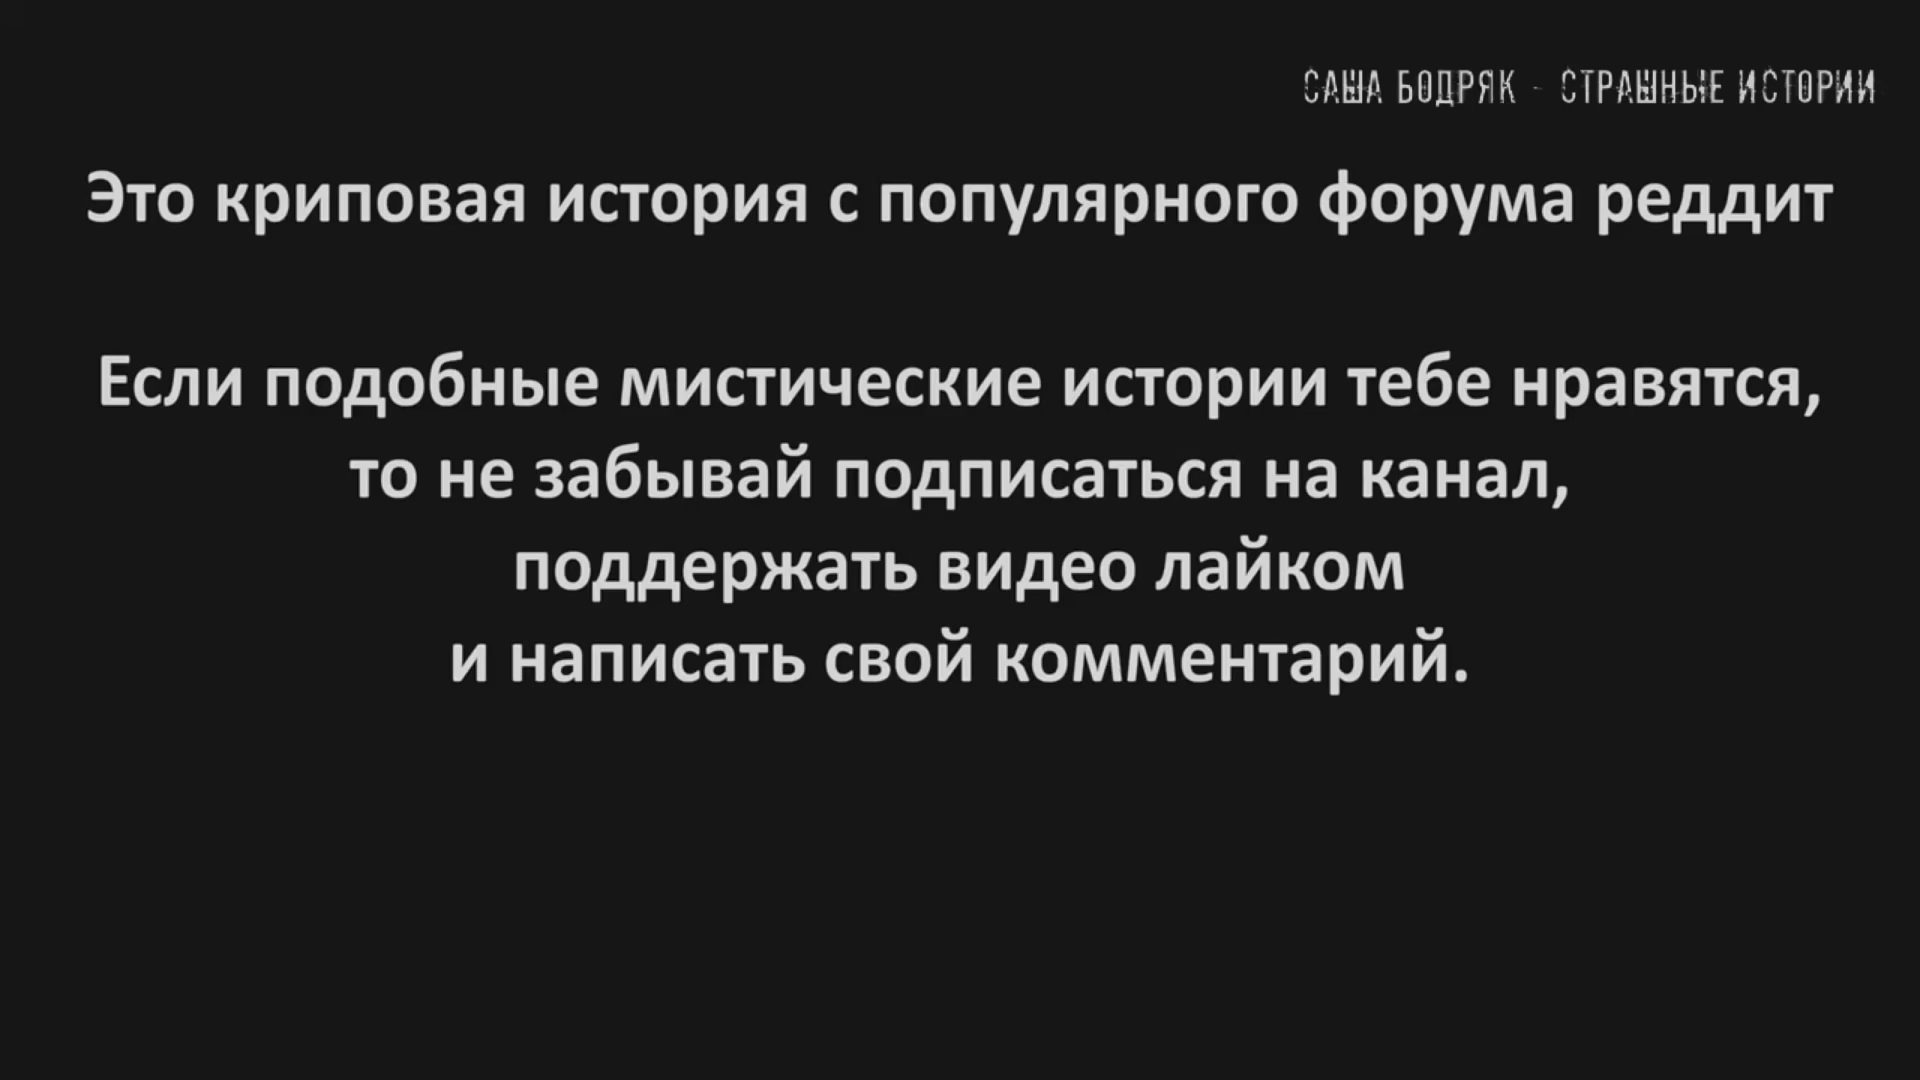 САША БОДРЯК - СТРАШНЫЕ ИСТОРИИ
Это криповая история с популярного форума реддит
Если подобные мистические истории тебе нравятся,
то не забывай подписаться на канал,
поддержать видео лайком
и написать свой комментарий.